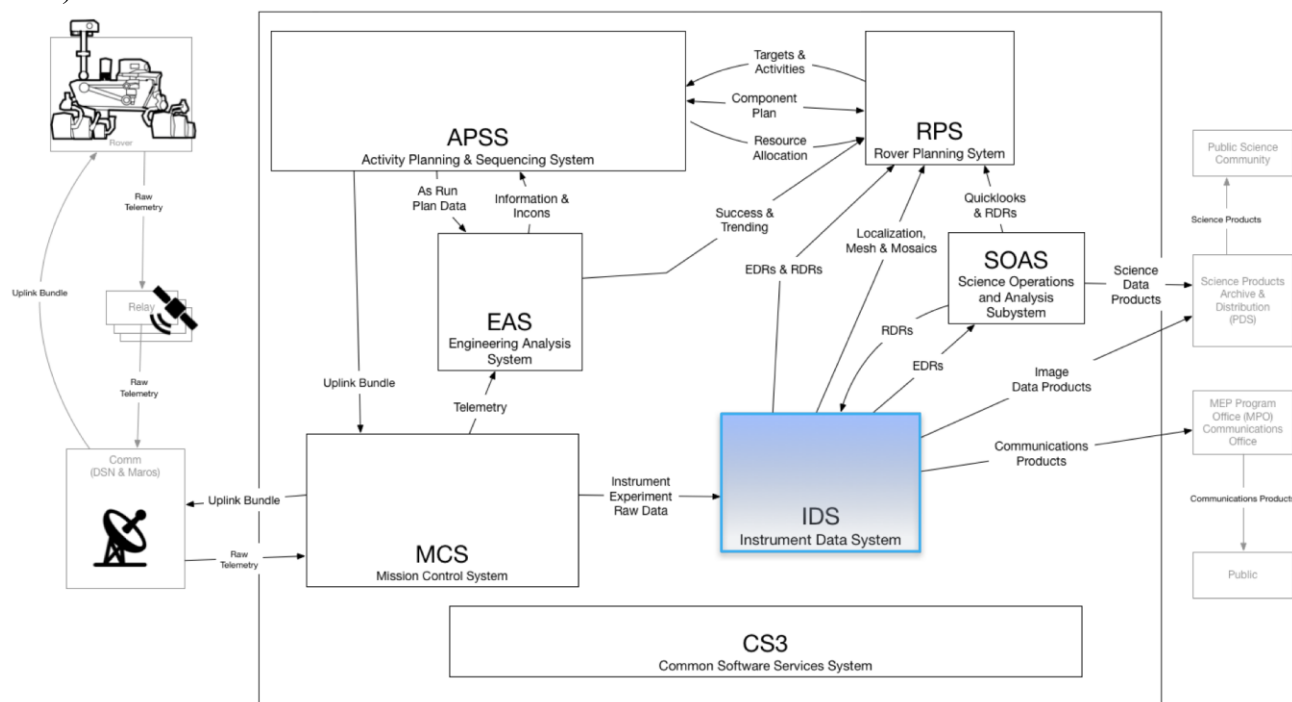 Rover
Raw
Telemetry
Uplink Bundle
Relay
Raw
Telemetry
Comm
(DSN & Maros)
Uplink Bundle
Raw
Telemetry
APSS
Activity Planning & Sequencing System
Targets &
Activities
Component
Plan
Resource
Allocation
RPS
Rover Planning Sytem
As Run
Plan Data
Information &
Incons
Success &
Trending
EDRs & RDRs
Localization,
Mesh & Mosaics
Quicklooks
& RDRs
EAS
Engineering Analysis
System
SOAS
Science Operations
and Analysis
Subystem
Science
Data
Products
RDRs
EDRs
Uplink Bundle
Telemetry
Image
Data Products
Communications
Products
MCS
Mission Control System
Instrument
Experiment
Raw Data
IDS
Instrument Data System
CS3
Common Software Services System
Public Science
Community
Science Products
Science Products
Archive &
Distribution
(PDS)
MEP Program
Office (MPO)
Communications
Office
Communications Products
Public